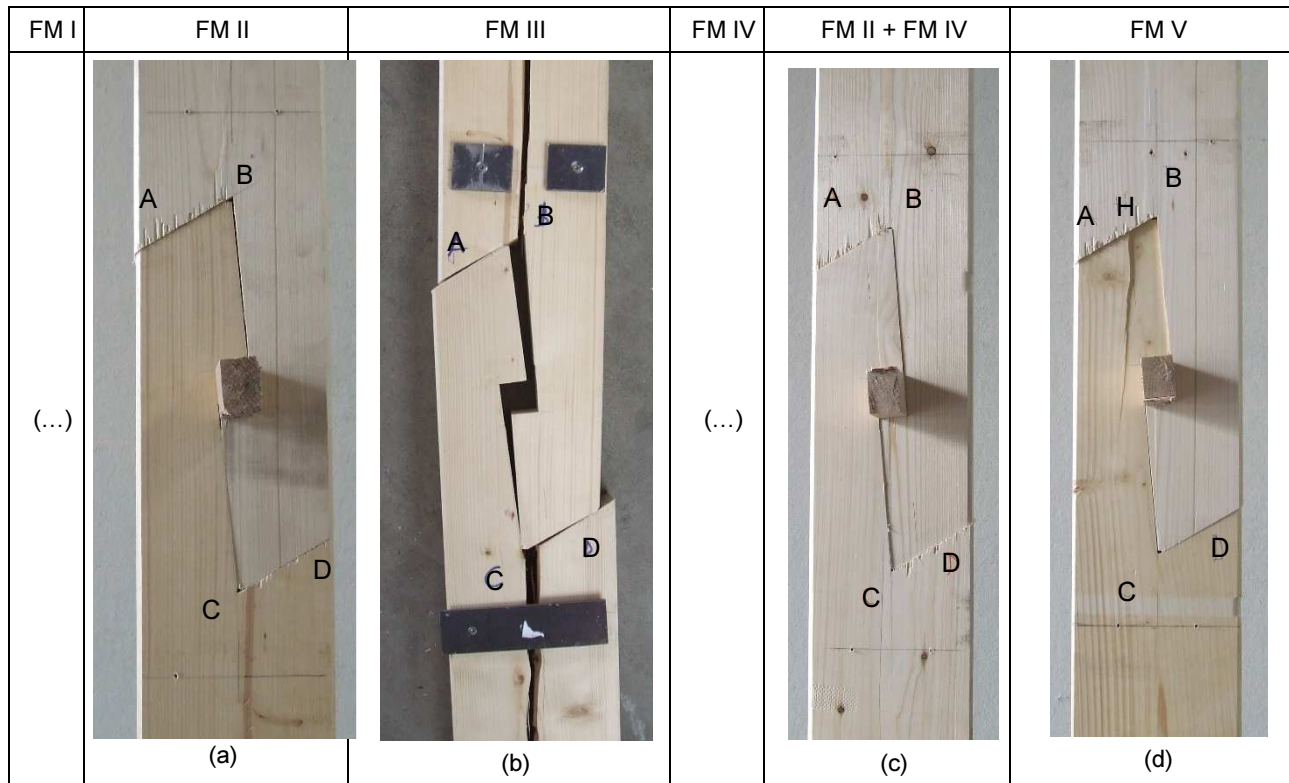 FM I FM II FM III FM IV FM II + FM IV FM V
(…) (…)
A B
C D
(a)
A B
C D
(b)
A B
C D
(c)
A H B
C D
(d)